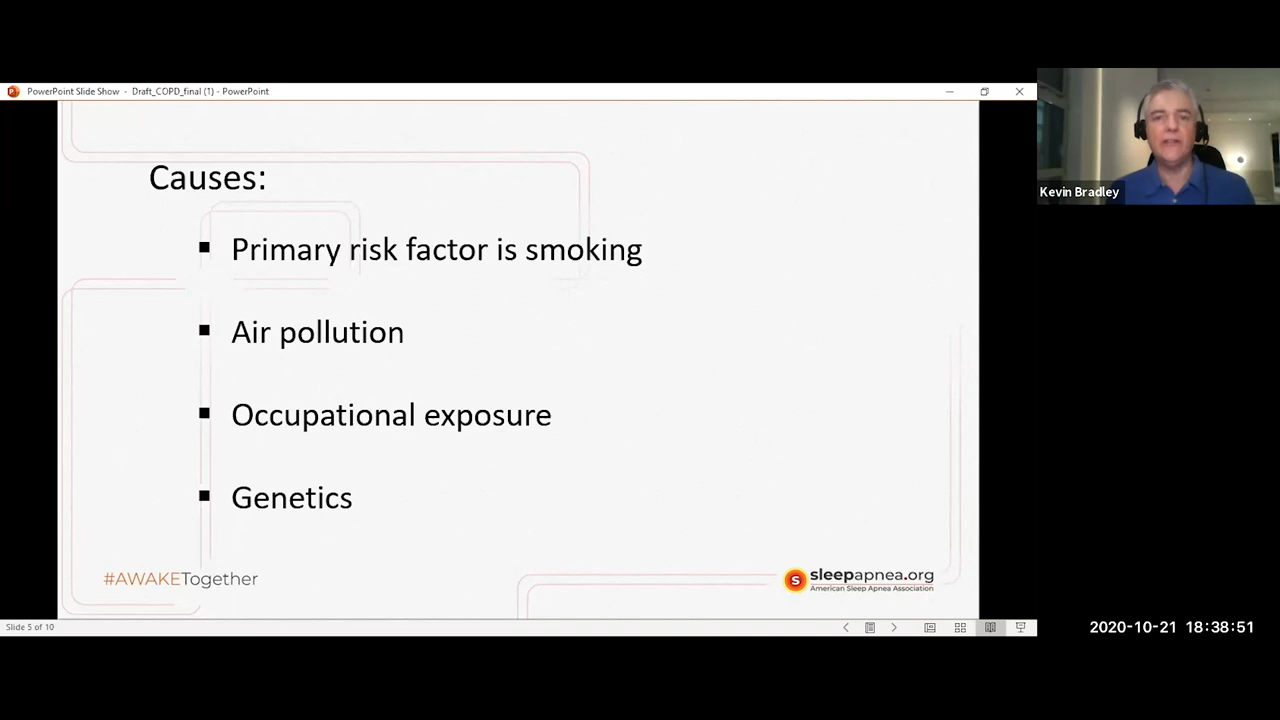 PowerPoint Slide Show - Draft_COPD_final (1) - PowerPoint
Causes:
▪ Primary risk factor is smoking
▪ Air pollution
▪ Occupational exposure
▪ Genetics
#AWAKETogether
s
sleepapnea.org
American Sleep Apnea Association
Slide 5 of 10
Kevin Bradley
2020-10-21 18:38:51